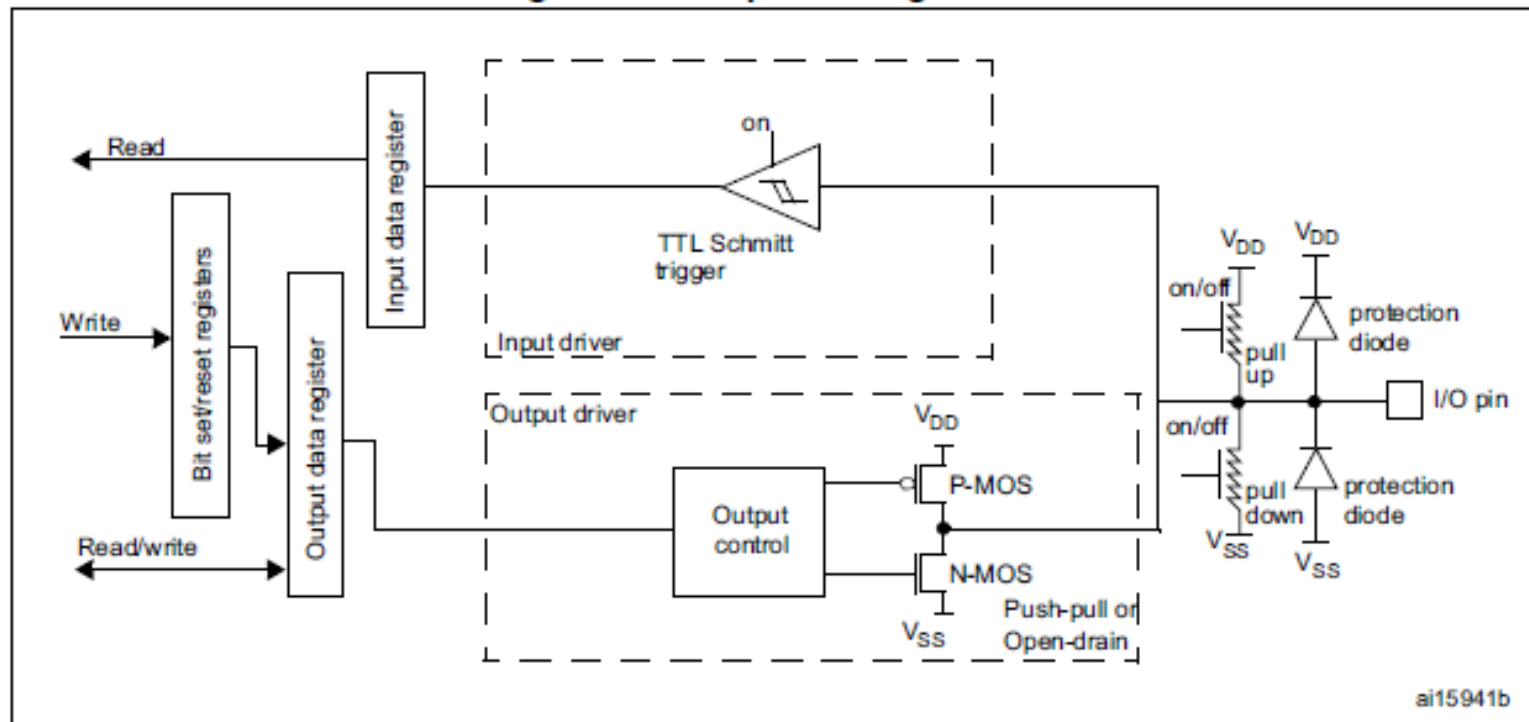 Read
Input data register
on
TTL Schmitt
trigger
Input driver
Write
Bit set/reset registers
Output data register
Read/write
Output driver
VDD
P-MOS
Output
control
N-MOS
VSS
Push-pull or
Open-drain
VDD
VDD
on/off
pull
up
protection
diode
I/O pin
on/off
pull
down
VSS
protection
diode
VSS
ai15941b